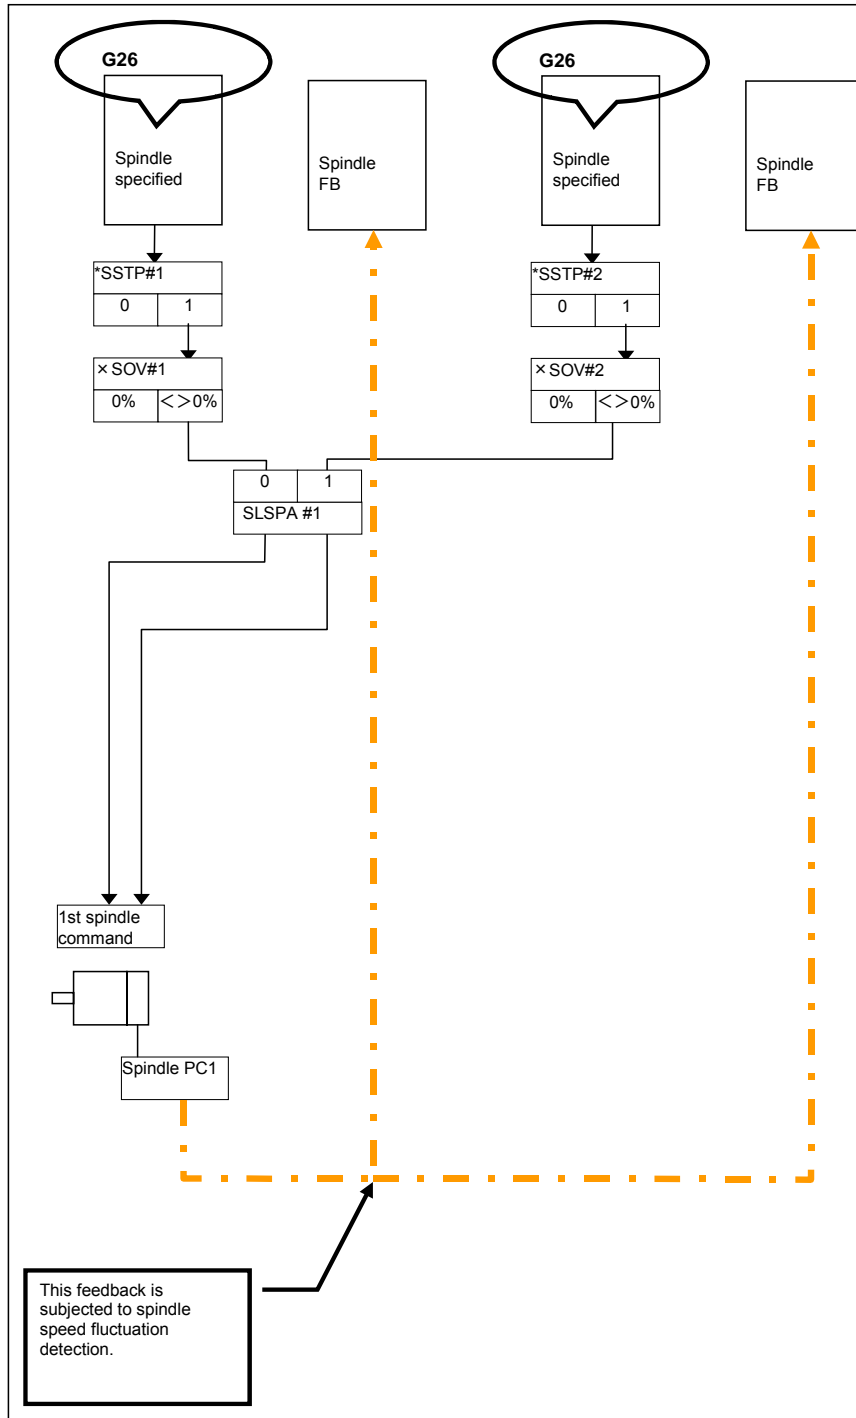 G26
G26
Spindle
specified
Spindle
FB
Spindle
specified
Spindle
FB
*SSTP#1
0 1
*SSTP#2
0 1
×SOV#1
0% <>0%
×SOV#2
0% <>0%
0 1
SLSPA #1
1st spindle
command
Spindle PC1
This feedback is
subjected to spindle
speed fluctuation
detection.